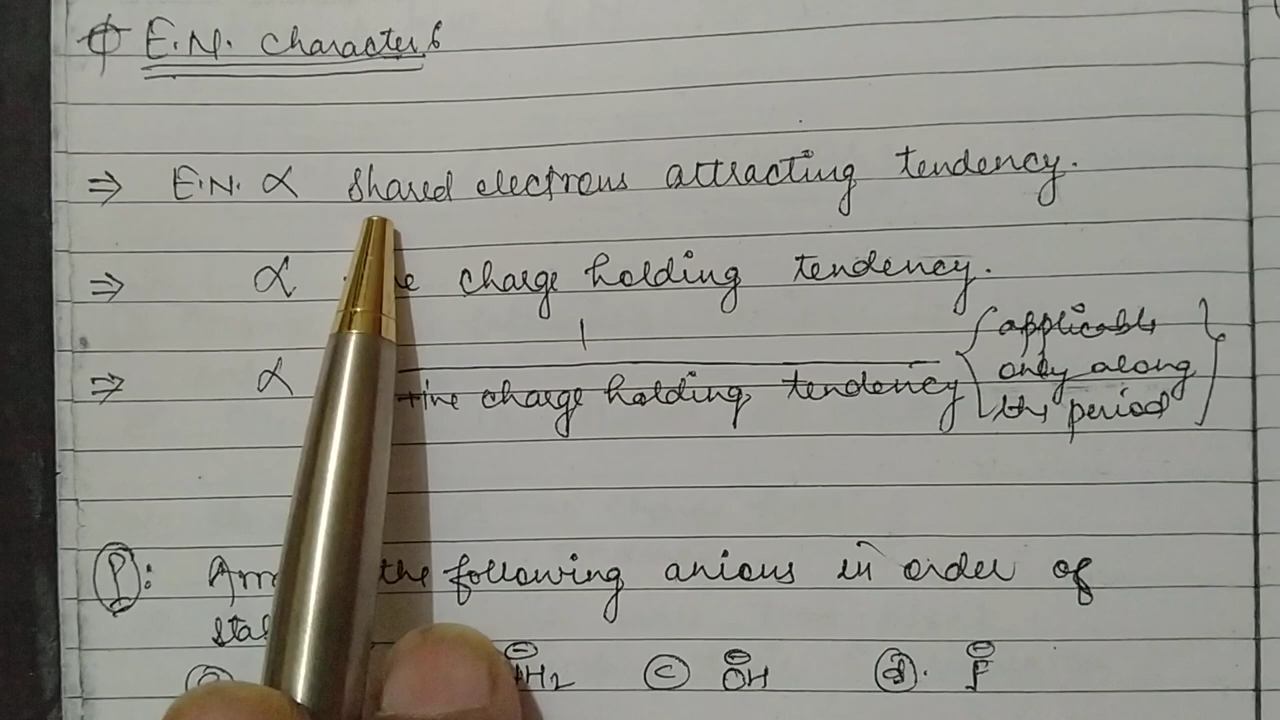 E.N. character
⇒ E.N. α Shared electrons attracting tendency.
⇒ α charge holding tendency.
⇒ α 1 / +ive charge holding tendency { applicable only along the period }
(P): the following anions in order of
(c) ⊖OH (d). ⊖F